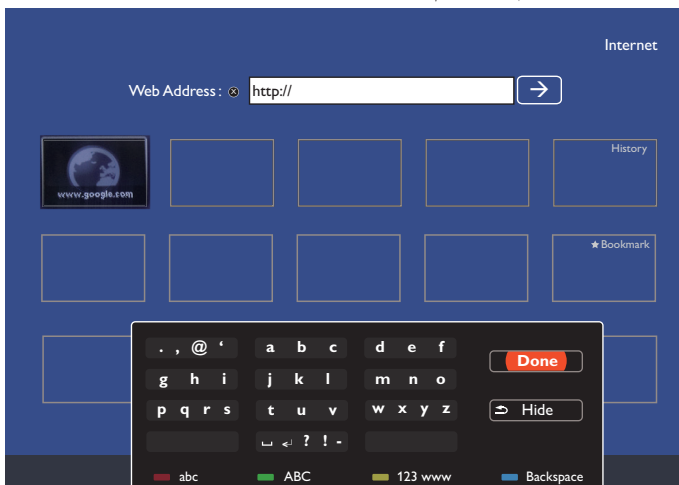 Internet
Web Address : ⊗ http:// →
History
www.google.com
★Bookmark
. , @ ‘ a b c d e f
Done
g h i j k l m n o
p q r s t u v w x y z Hide
␣ ↲ ? ! -
abc ABC 123 www Backspace